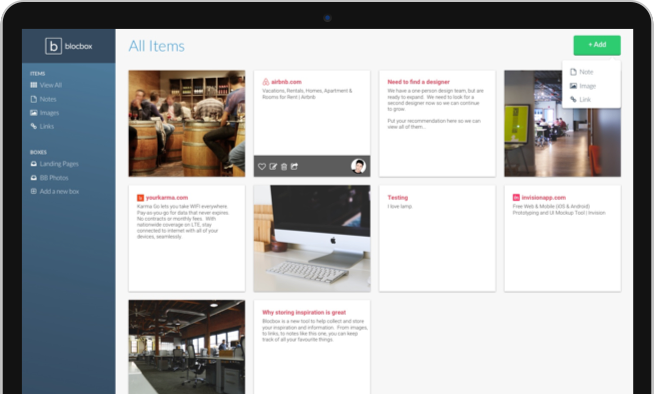 b blocbox
All Items
+ Add
Note
Image
Link
ITEMS
View All
Notes
Images
Links
BOXES
Landing Pages
BB Photos
Add a new box
airbnb.com
Vacations, Rentals, Homes, Apartment &
Rooms for Rent | Airbnb
Need to find a designer
We have a one-person design team, but are
ready to expand. We need to look for a
second designer now so we can continue
to grow.
Put your recommendation here so we can
view all of them...
yourkarma.com
Karma Go lets you take WiFi everywhere.
Pay-as-you-go for data that never expires.
No contracts or monthly fees. With
nationwide coverage on LTE, stay
connected to internet with all of your
devices, seamlessly.
Testing
I love lamp.
invisionapp.com
Free Web & Mobile (iOS & Android)
Prototyping and UI Mockup Tool | InVision
Why storing inspiration is great
Blocbox is a new tool to help collect and store
your inspiration and information. From images,
to links, to notes like this one, you can keep
track of all your favourite things.